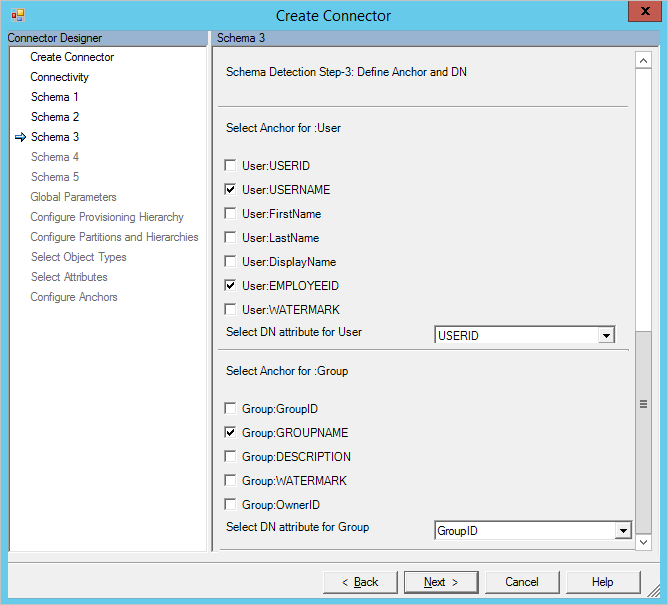 Create Connector
Connector Designer
Create Connector
Connectivity
Schema 1
Schema 2
Schema 3
Schema 4
Schema 5
Global Parameters
Configure Provisioning Hierarchy
Configure Partitions and Hierarchies
Select Object Types
Select Attributes
Configure Anchors
Schema 3
Schema Detection Step-3: Define Anchor and DN
Select Anchor for :User
User:USERID
User:USERNAME
User:FirstName
User:LastName
User:DisplayName
User:EMPLOYEEID
User:WATERMARK
Select DN attribute for User
USERID
Select Anchor for :Group
Group:GroupID
Group:GROUPNAME
Group:DESCRIPTION
Group:WATERMARK
Group:OwnerID
Select DN attribute for Group
GroupID
< Back
Next >
Cancel
Help